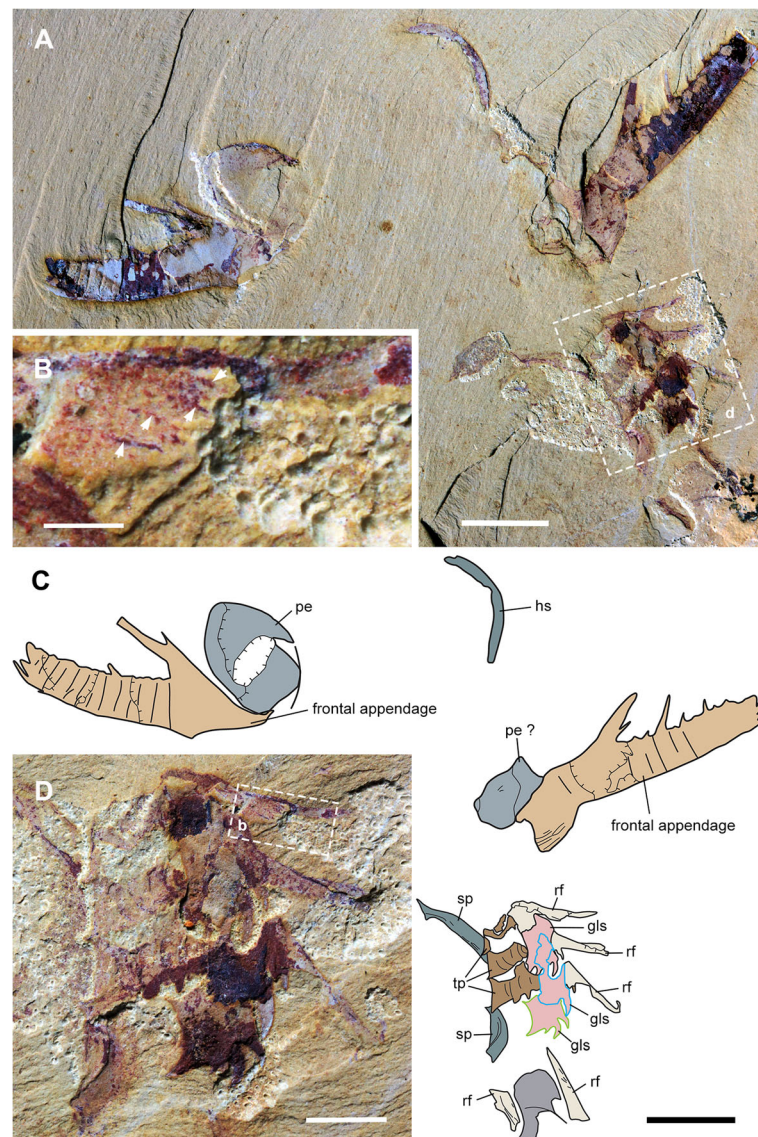 A
B
d
C
pe
hs
frontal appendage
pe ?
frontal appendage
D
b
rf
sp
gls
rf
tp
rf
gls
sp
gls
rf
rf